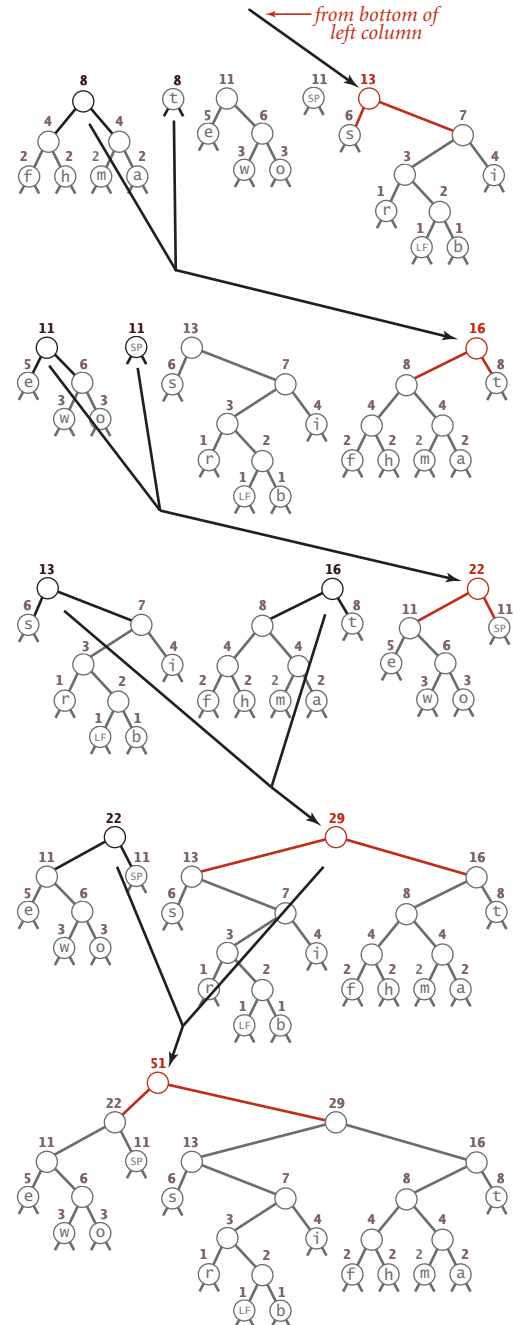 from bottom of
left column
8 8 11 11 13
t SP
4 4 5 e 6 6 s 7
2 2 2 2 3 3 3 4
f h m a w o i
1 2
r
1 1
LF b
11 11 13 16
SP
5 6 6 7 8 8
e s t
3 3 3 4 4 4
w o i
1 2 2 2 2 2
r f h m a
1 1
LF b
13 16 22
6 7 8 8 11 11
s t SP
3 4 4 4 5 6
i e
1 2 2 2 2 2 3 3
r f h m a w o
1 1
LF b
22 29
11 11 13 16
SP
5 6 6 7 8 8
e s t
3 3 3 4 4 4
w o i
1 2 2 2 2 2
r f h m a
1 1
LF b
51
22 29
11 11 13 16
SP
5 6 6 7 8 8
e s t
3 3 3 4 4 4
w o i
1 2 2 2 2 2
r f h m a
1 1
LF b